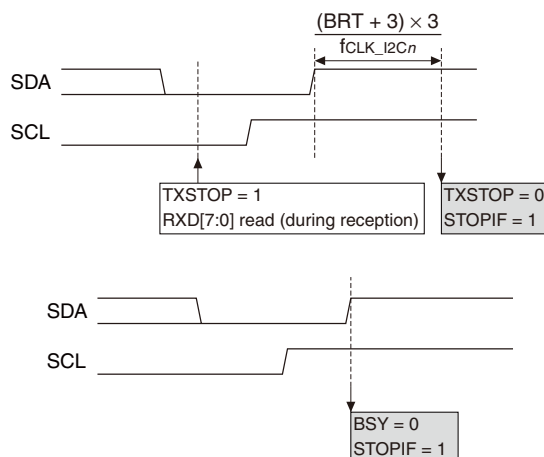 (BRT + 3) × 3
fCLK_I2Cn
SDA
SCL
TXSTOP = 1
RXD[7:0] read (during reception)
TXSTOP = 0
STOPIF = 1
SDA
SCL
BSY = 0
STOPIF = 1